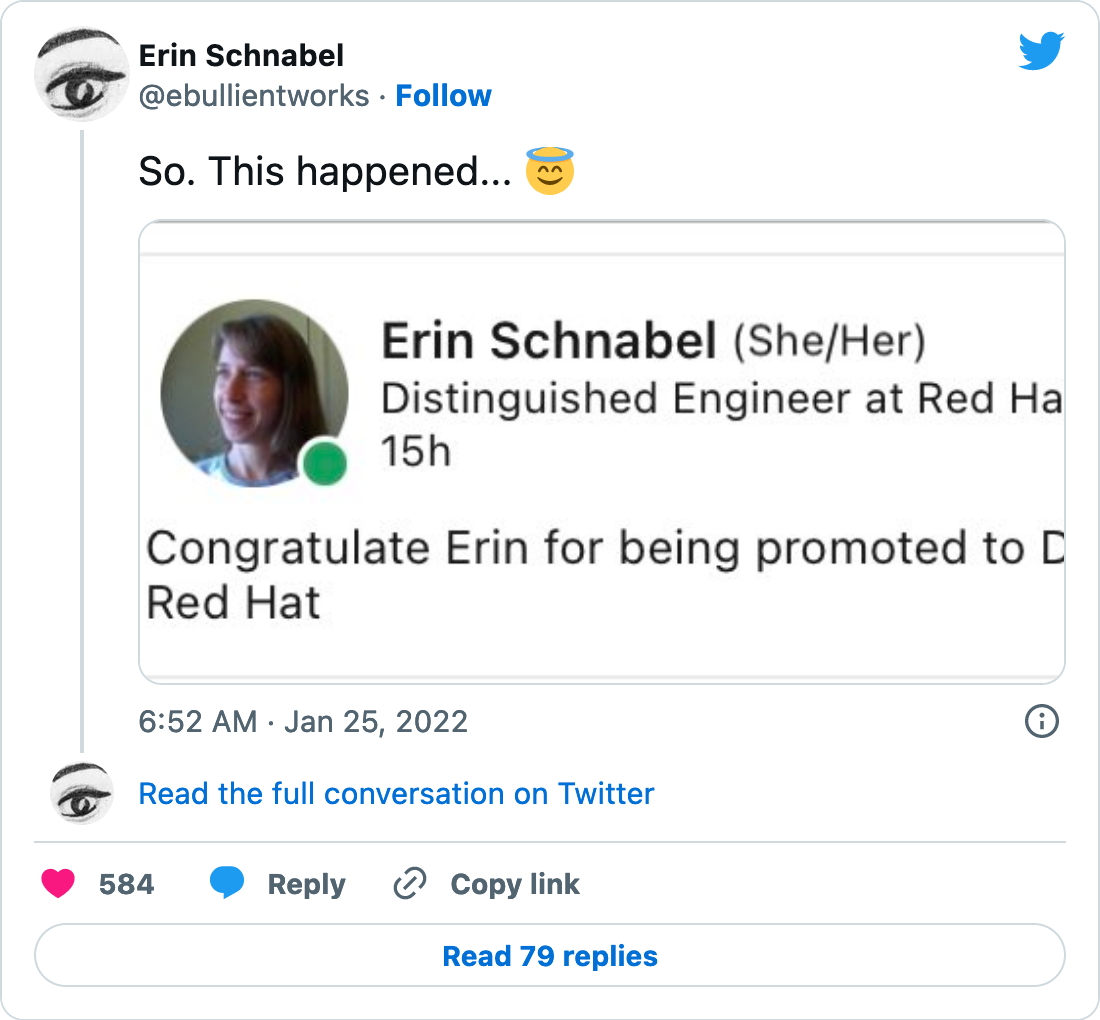 Erin Schnabel
@ebullientworks · Follow
So. This happened... 😇
Erin Schnabel (She/Her)
Distinguished Engineer at Red Ha
15h
Congratulate Erin for being promoted to D
Red Hat
6:52 AM · Jan 25, 2022
Read the full conversation on Twitter
584 Reply Copy link
Read 79 replies